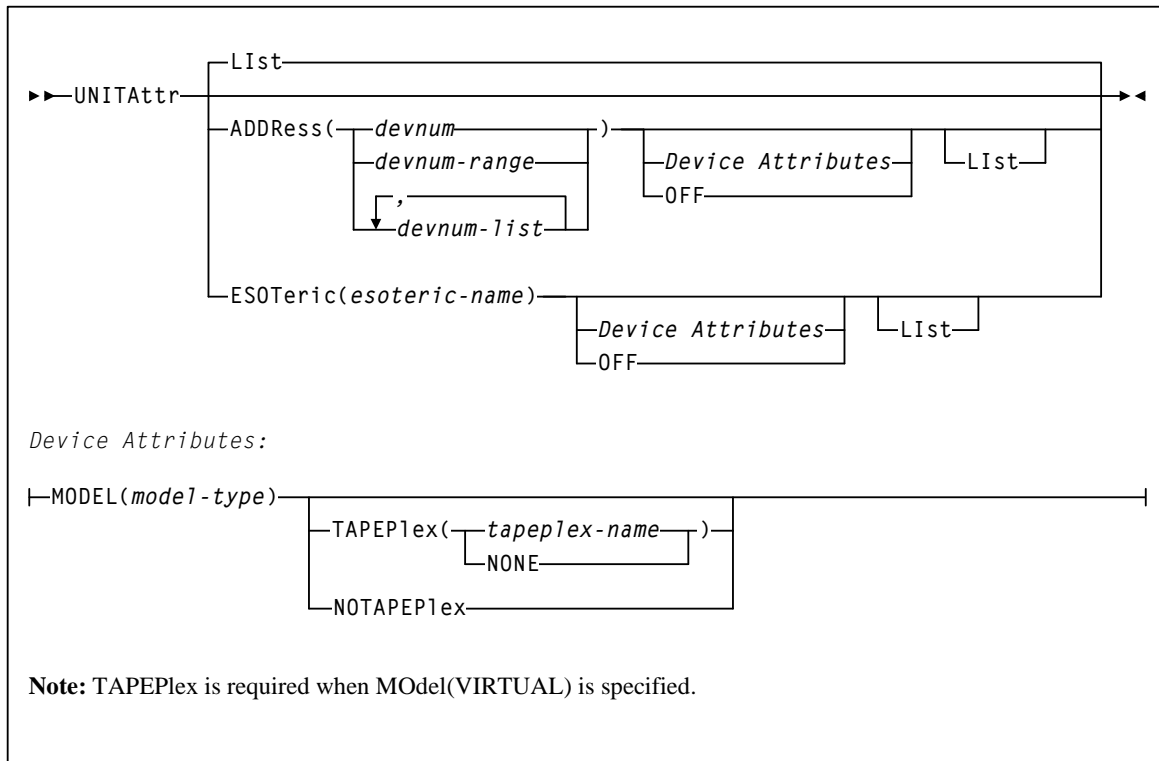 LIst
UNITAttr
ADDRess( devnum ) Device Attributes LIst
devnum-range OFF
,
devnum-list
ESOTeric(esoteric-name) Device Attributes LIst
OFF
Device Attributes:
MODEL(model-type)
TAPEPlex( tapeplex-name )
NONE
NOTAPEPlex
Note: TAPEPlex is required when MOdel(VIRTUAL) is specified.